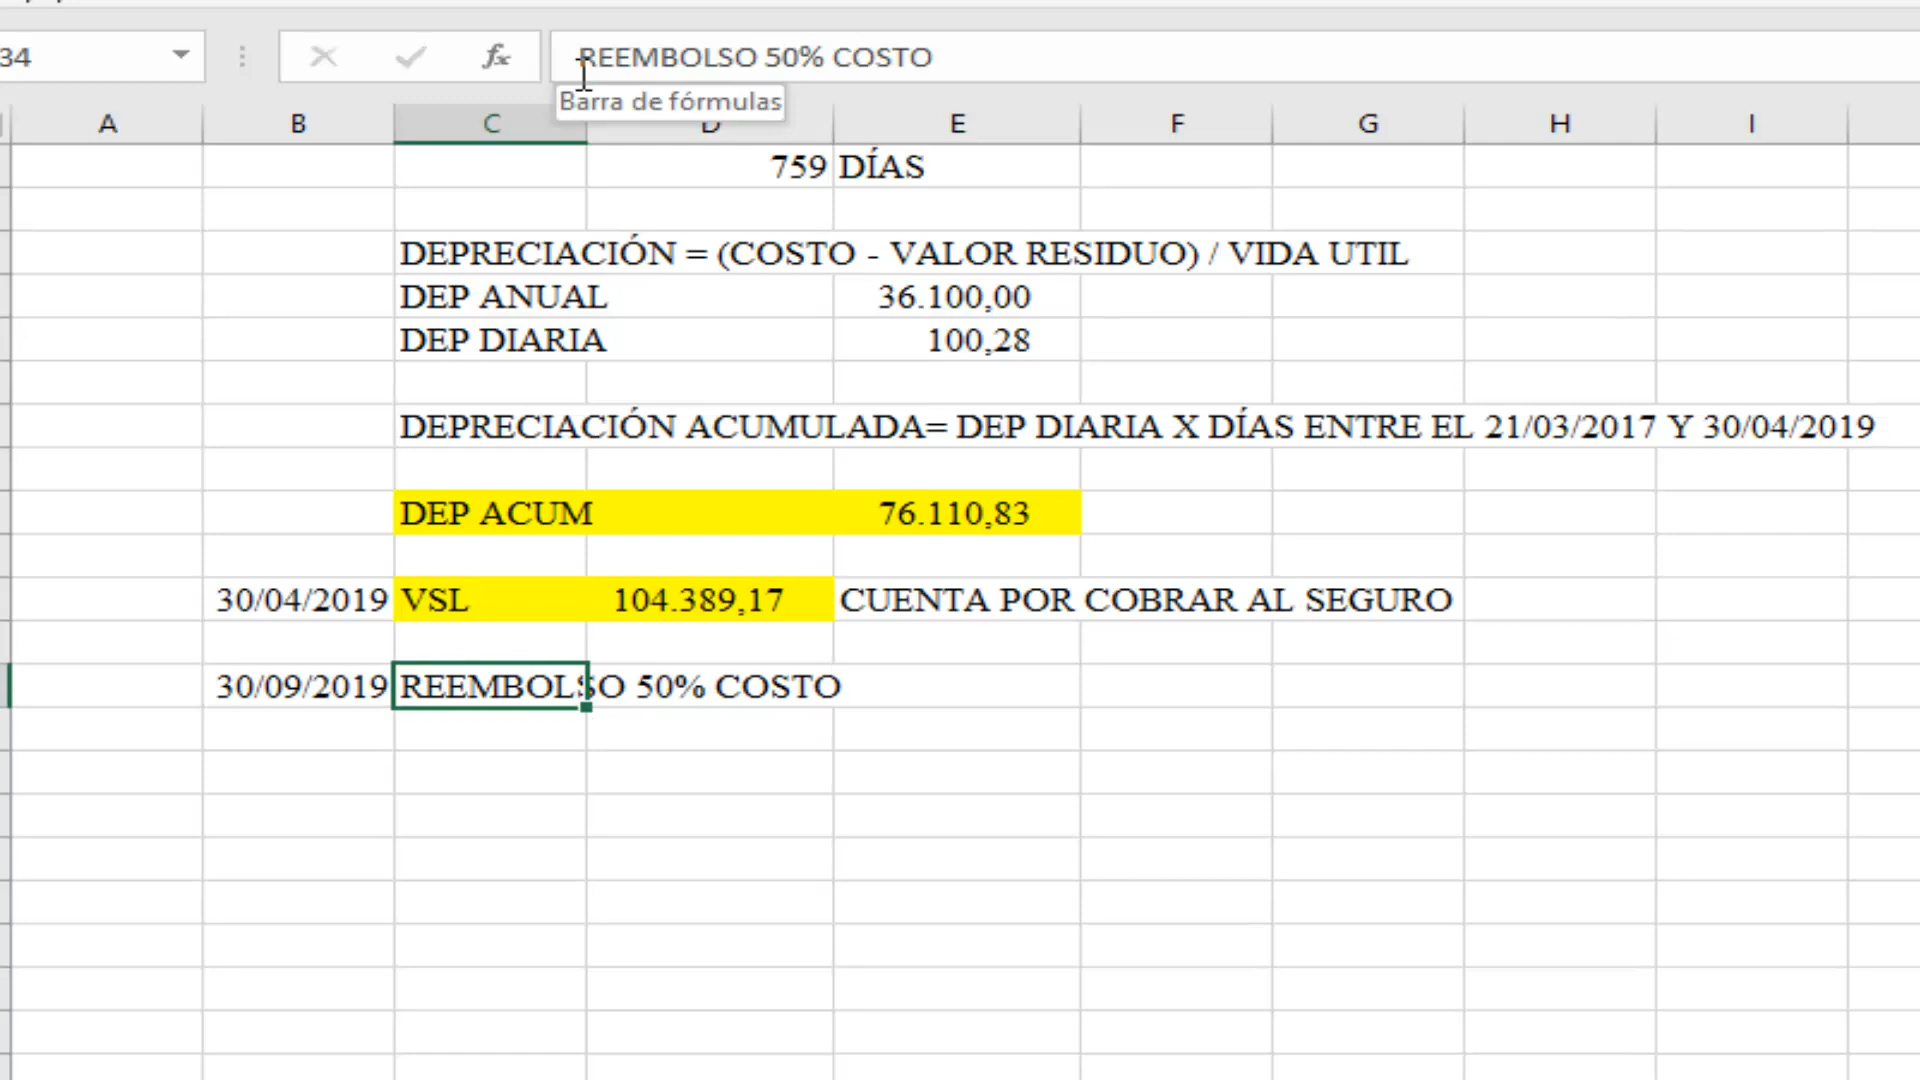 34 fx REEMBOLSO 50% COSTO
Barra de fórmulas
A B C D E F G H I
759 DÍAS
DEPRECIACIÓN = (COSTO - VALOR RESIDUO) / VIDA UTIL
DEP ANUAL 36.100,00
DEP DIARIA 100,28
DEPRECIACIÓN ACUMULADA= DEP DIARIA X DÍAS ENTRE EL 21/03/2017 Y 30/04/2019
DEP ACUM 76.110,83
30/04/2019 VSL 104.389,17 CUENTA POR COBRAR AL SEGURO
30/09/2019 REEMBOLSO 50% COSTO